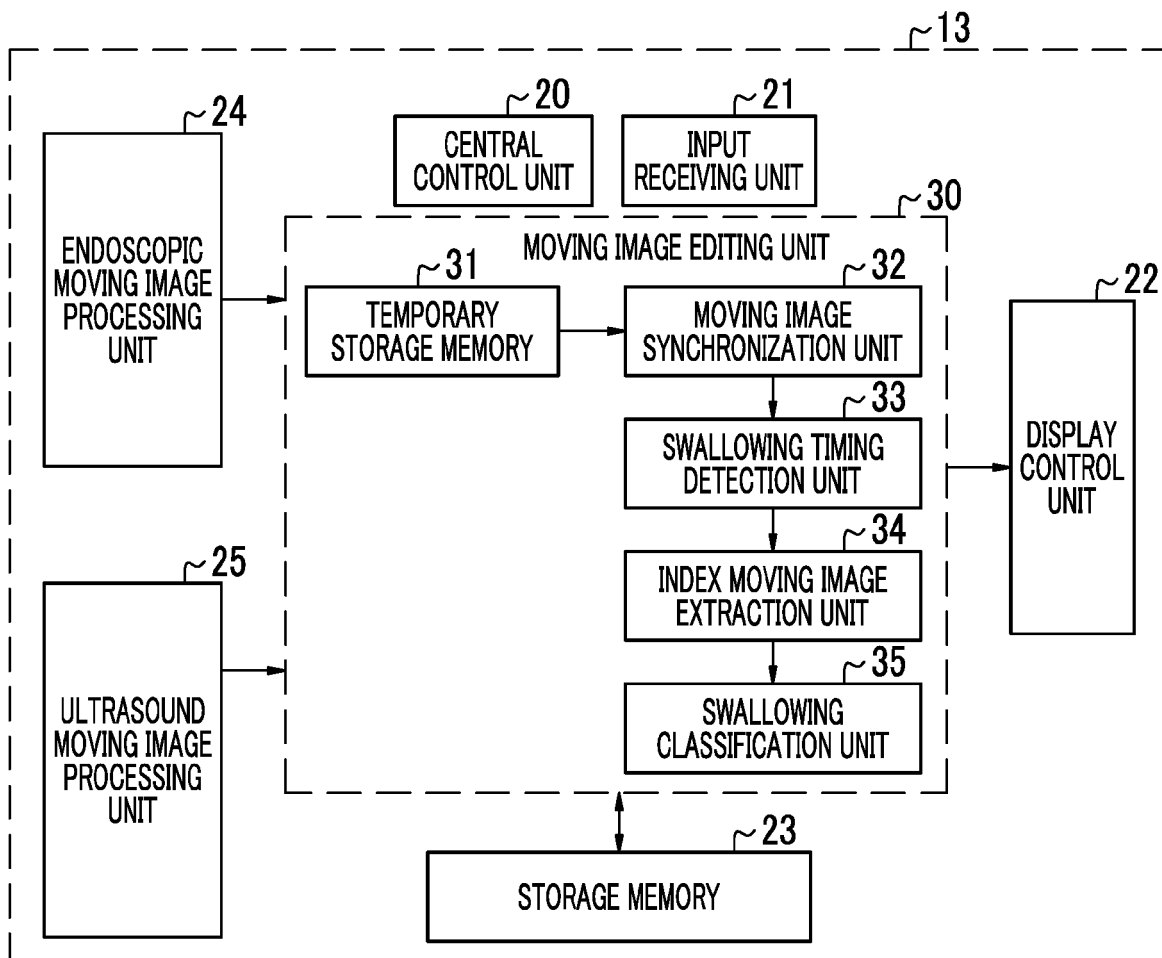 ~13
~24
~20
~21
ENDOSCOPIC
MOVING IMAGE
PROCESSING
UNIT
CENTRAL
CONTROL UNIT
INPUT
RECEIVING UNIT
~30
MOVING IMAGE EDITING UNIT
~31
TEMPORARY
STORAGE MEMORY
~32
MOVING IMAGE
SYNCHRONIZATION UNIT
~33
SWALLOWING TIMING
DETECTION UNIT
~34
INDEX MOVING IMAGE
EXTRACTION UNIT
~35
SWALLOWING
CLASSIFICATION UNIT
~22
DISPLAY
CONTROL
UNIT
~25
ULTRASOUND
MOVING IMAGE
PROCESSING
UNIT
~23
STORAGE MEMORY